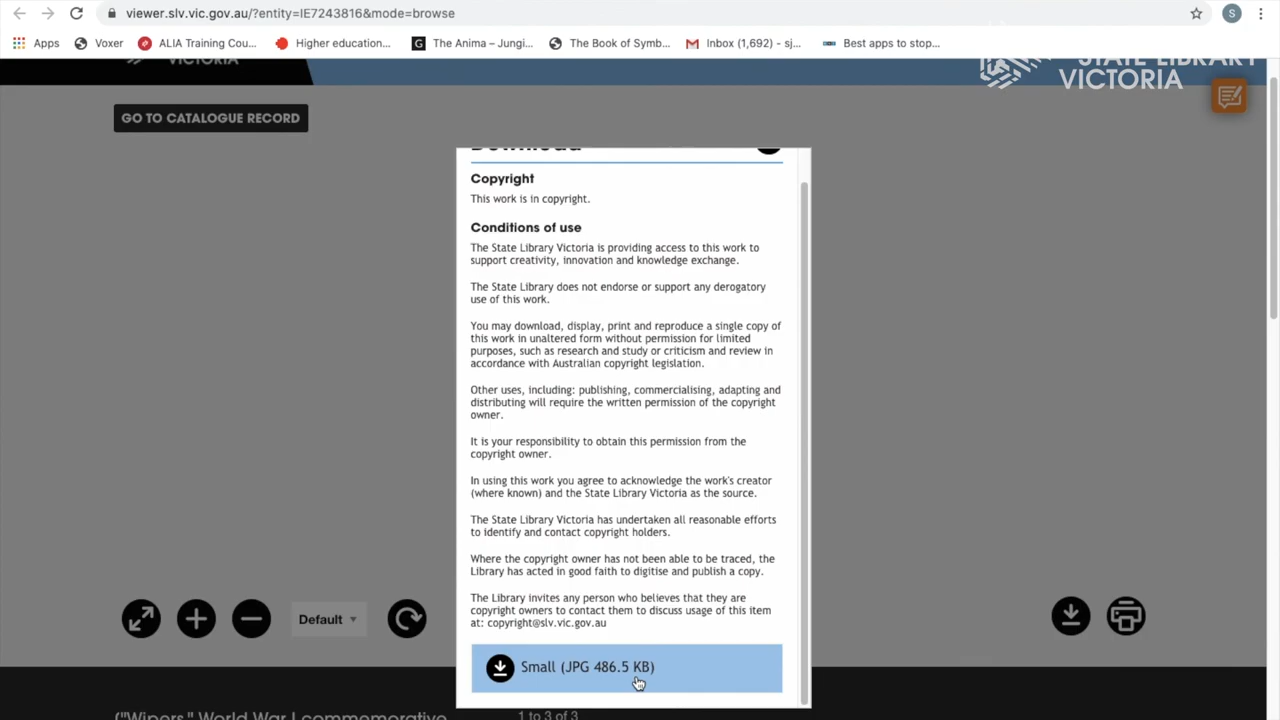 viewer.slv.vic.gov.au/?entity=IE7243816&mode=browse
S
Apps
Voxer
ALIA Training Cou...
Higher education...
G
The Anima – Jungi...
The Book of Symb...
Inbox (1,692) - sj...
Best apps to stop...
VICTORIA
STATE LIBRARY
VICTORIA
GO TO CATALOGUE RECORD
Download
Copyright
This work is in copyright.
Conditions of use
The State Library Victoria is providing access to this work to
support creativity, innovation and knowledge exchange.
The State Library does not endorse or support any derogatory
use of this work.
You may download, display, print and reproduce a single copy of
this work in unaltered form without permission for limited
purposes, such as research and study or criticism and review in
accordance with Australian copyright legislation.
Other uses, including: publishing, commercialising, adapting and
distributing will require the written permission of the copyright
owner.
It is your responsibility to obtain this permission from the
copyright owner.
In using this work you agree to acknowledge the work's creator
(where known) and the State Library Victoria as the source.
The State Library Victoria has undertaken all reasonable efforts
to identify and contact copyright holders.
Where the copyright owner has not been able to be traced, the
Library has acted in good faith to digitise and publish a copy.
The Library invites any person who believes that they are
copyright owners to contact them to discuss usage of this item
at: copyright@slv.vic.gov.au
Default
Small (JPG 486.5 KB)
("Wipers," World War I commemorative
1 to 3 of 3